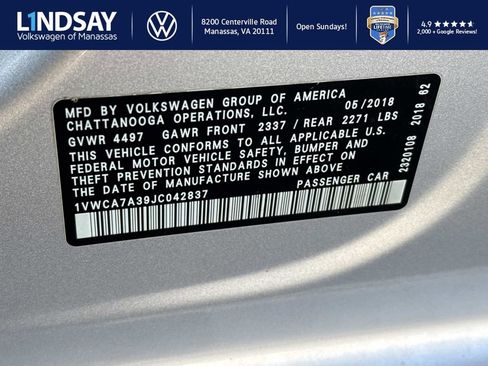 LINDSAY
Volkswagen of Manassas
8200 Centerville Road
Manassas, VA 20111
Open Sundays!
LIFETIME
4.9
2,000+ Google Reviews!
MFD BY VOLKSWAGEN GROUP OF AMERICA
CHATTANOOGA OPERATIONS, LLC. 05/2018
GVWR 4497 GAWR FRONT 2337/REAR 2271 LBS
THIS VEHICLE CONFORMS TO ALL APPLICABLE U.S.
FEDERAL MOTOR VEHICLE SAFETY, BUMPER AND
THEFT PREVENTION STANDARDS IN EFFECT ON
THE DATE OF MANUFACTURE SHOWN ABOVE
1VWCA7A39JC042837 PASSENGER CAR
2320108 2018 62